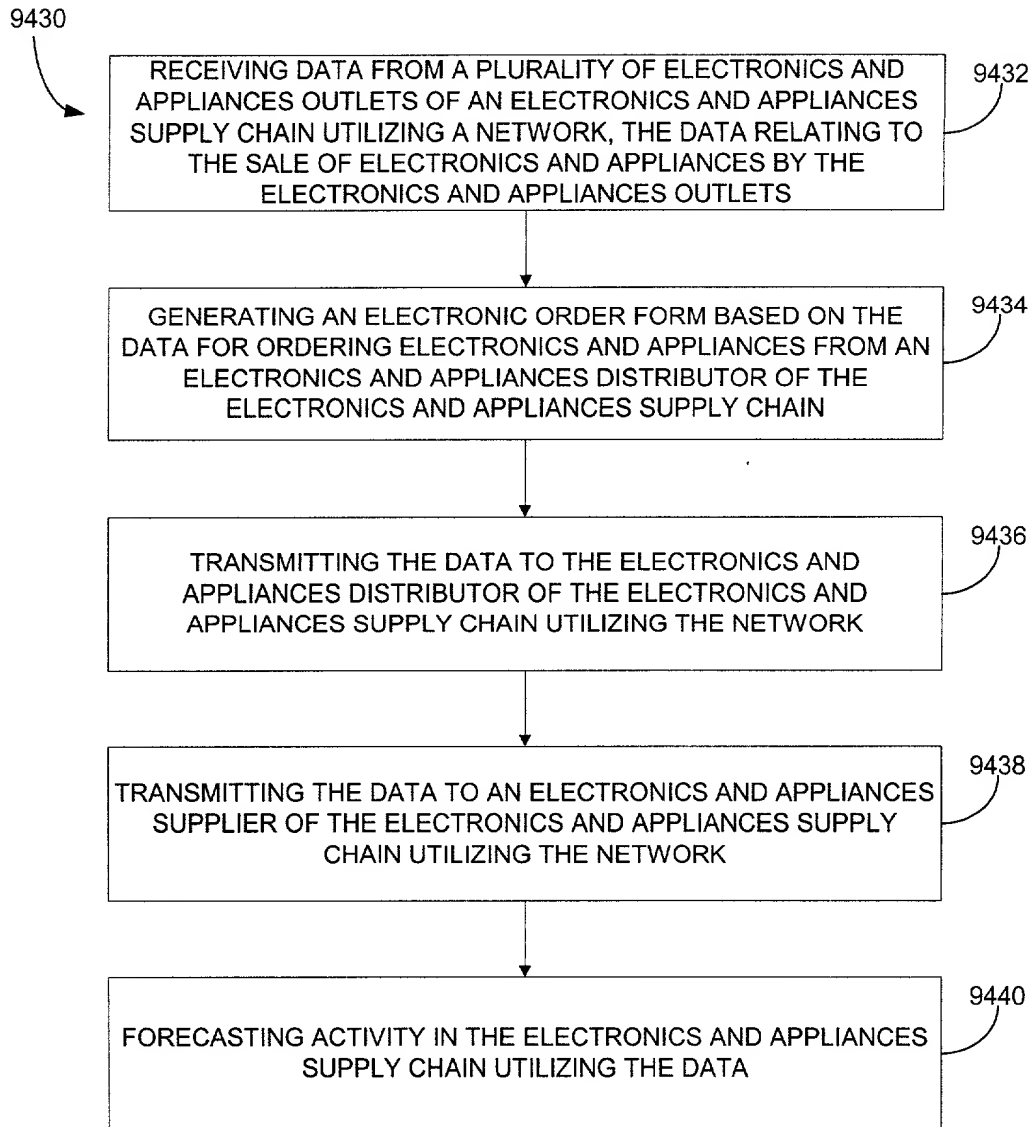 9430
RECEIVING DATA FROM A PLURALITY OF ELECTRONICS AND
APPLIANCES OUTLETS OF AN ELECTRONICS AND APPLIANCES
SUPPLY CHAIN UTILIZING A NETWORK, THE DATA RELATING TO
THE SALE OF ELECTRONICS AND APPLIANCES BY THE
ELECTRONICS AND APPLIANCES OUTLETS
9432
GENERATING AN ELECTRONIC ORDER FORM BASED ON THE
DATA FOR ORDERING ELECTRONICS AND APPLIANCES FROM AN
ELECTRONICS AND APPLIANCES DISTRIBUTOR OF THE
ELECTRONICS AND APPLIANCES SUPPLY CHAIN
9434
TRANSMITTING THE DATA TO THE ELECTRONICS AND
APPLIANCES DISTRIBUTOR OF THE ELECTRONICS AND
APPLIANCES SUPPLY CHAIN UTILIZING THE NETWORK
9436
TRANSMITTING THE DATA TO AN ELECTRONICS AND APPLIANCES
SUPPLIER OF THE ELECTRONICS AND APPLIANCES SUPPLY
CHAIN UTILIZING THE NETWORK
9438
FORECASTING ACTIVITY IN THE ELECTRONICS AND APPLIANCES
SUPPLY CHAIN UTILIZING THE DATA
9440